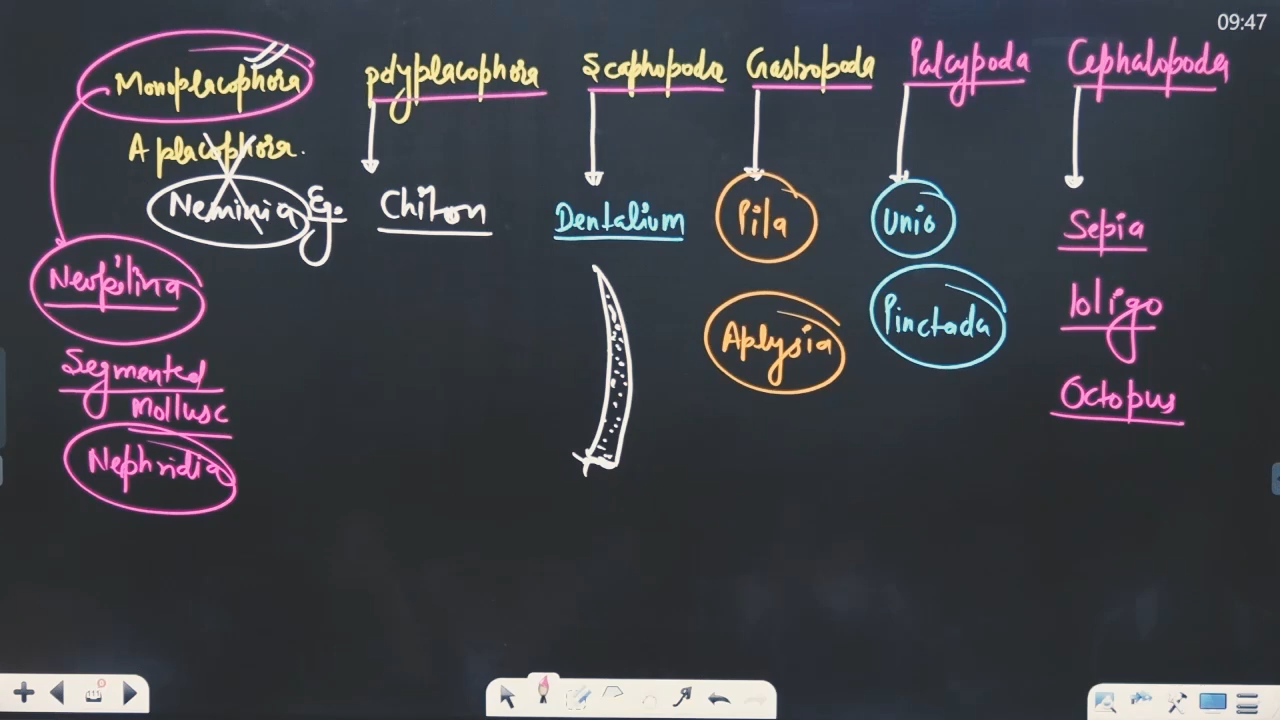 09:47
Monoplacophora
polyplacophora
Scaphopoda
Gastropoda
Palcypoda
Cephalopoda
Aplacophora.
Neminia Eg.
Chiton
Dentalium
Pila
Unio
Sepia
Neopilina
Pinctada
loligo
Aplysia
Segmented
Mollusc
Octopus
Nephridia